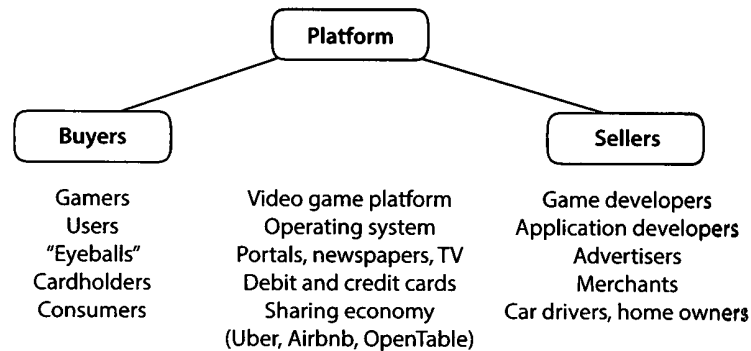 Platform
Buyers
Sellers
Gamers
Video game platform
Game developers
Users
Operating system
Application developers
"Eyeballs"
Portals, newspapers, TV
Advertisers
Cardholders
Debit and credit cards
Merchants
Consumers
Sharing economy
Car drivers, home owners
(Uber, Airbnb, OpenTable)